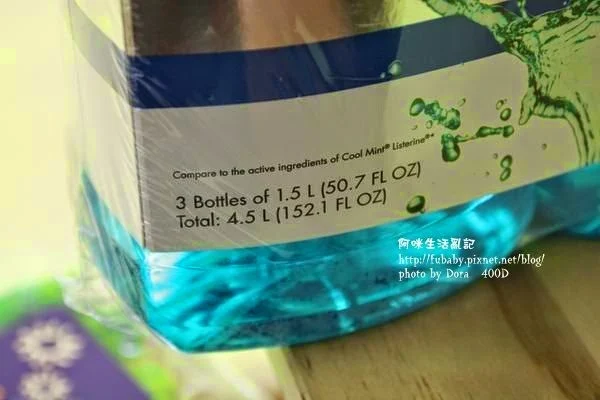 Compare to the active ingredients of Cool Mint® Listerine®*
3 Bottles of 1.5 L (50.7 FL OZ)
Total: 4.5 L (152.1 FL OZ)
阿咪生活亂記
http://fubaby.pixnet.net/blog/
photo by Dora 400D